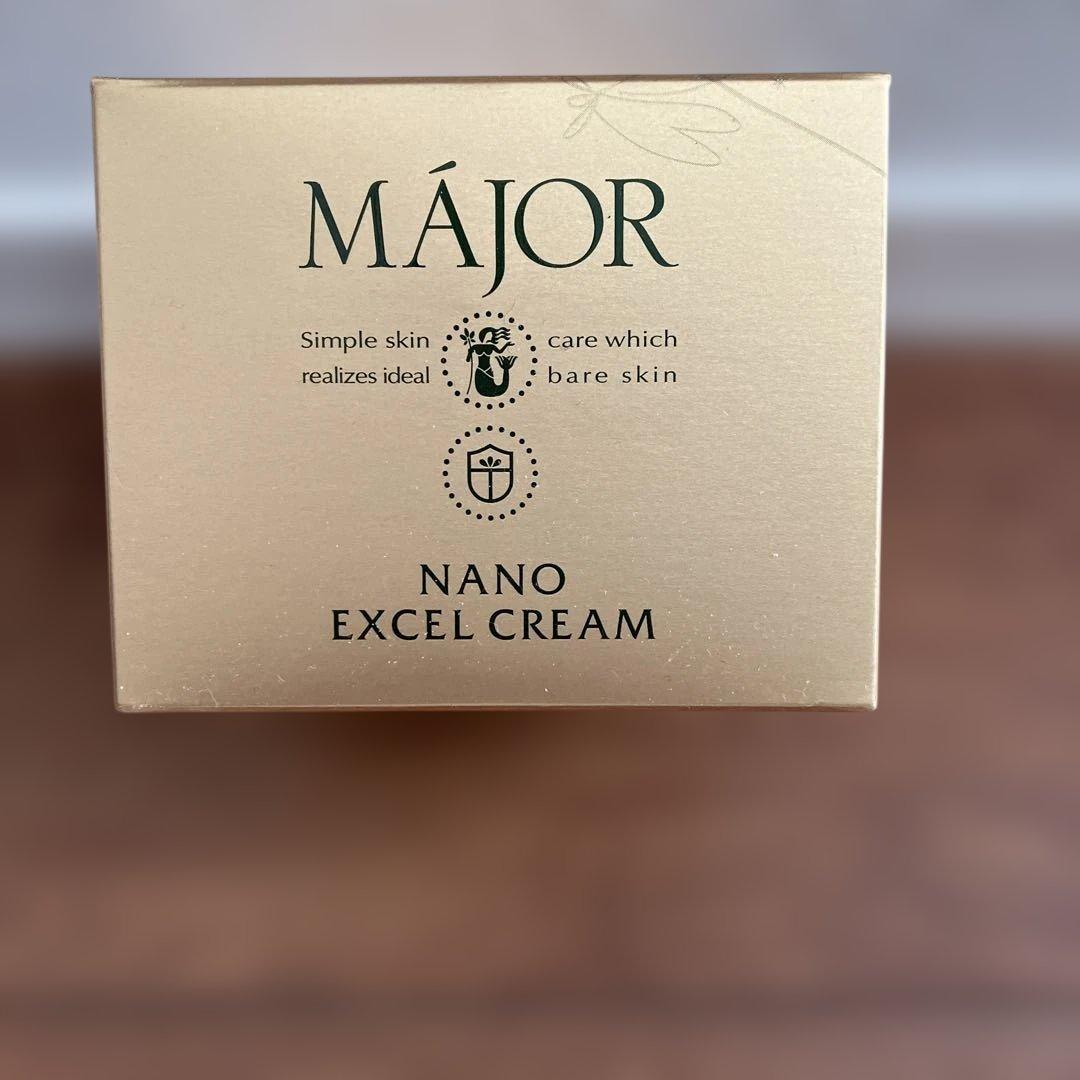 MÁJOR
Simple skin care which
realizes ideal bare skin
NANO
EXCEL CREAM